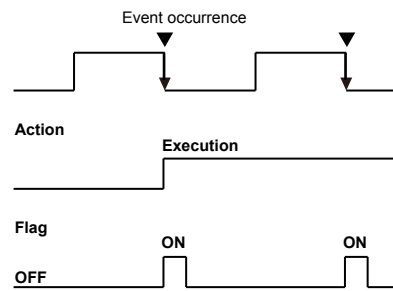 Event occurrence
Action
Execution
Flag
ON ON
OFF